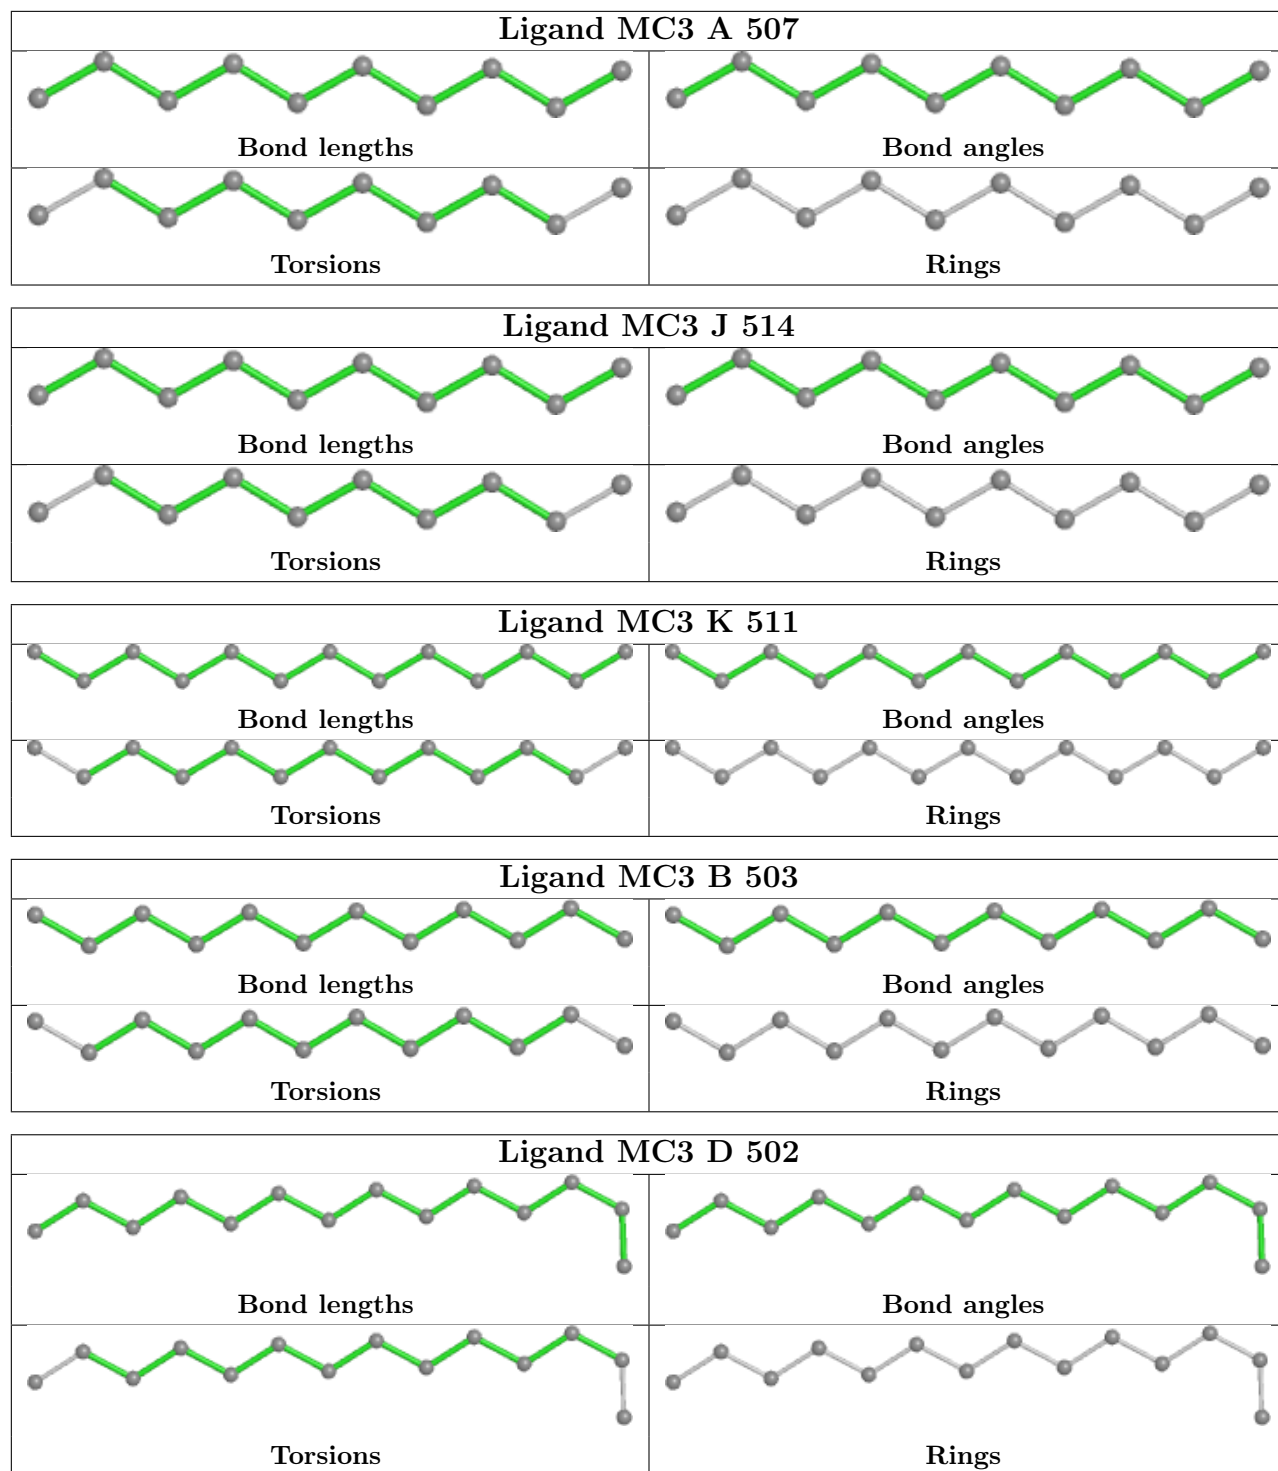 Ligand MC3 A 507
Bond lengths
Bond angles
Torsions
Rings
Ligand MC3 J 514
Bond lengths
Bond angles
Torsions
Rings
Ligand MC3 K 511
Bond lengths
Bond angles
Torsions
Rings
Ligand MC3 B 503
Bond lengths
Bond angles
Torsions
Rings
Ligand MC3 D 502
Bond lengths
Bond angles
Torsions
Rings